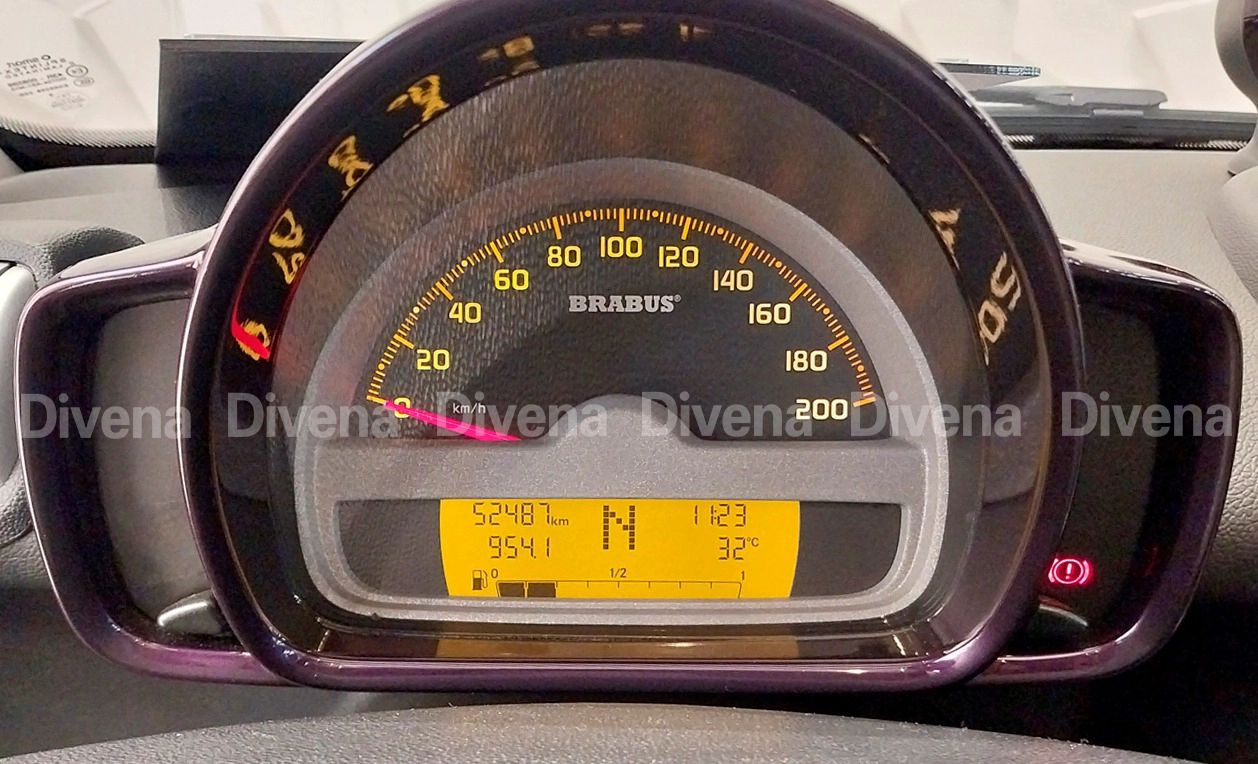 100
80 120
60 140
BRABUS®
40 160
20 180
0 km/h 200
Divena Divena Divena Divena Divena Divena
52487km N 11:23
954.1 32°C
0 1/2 1